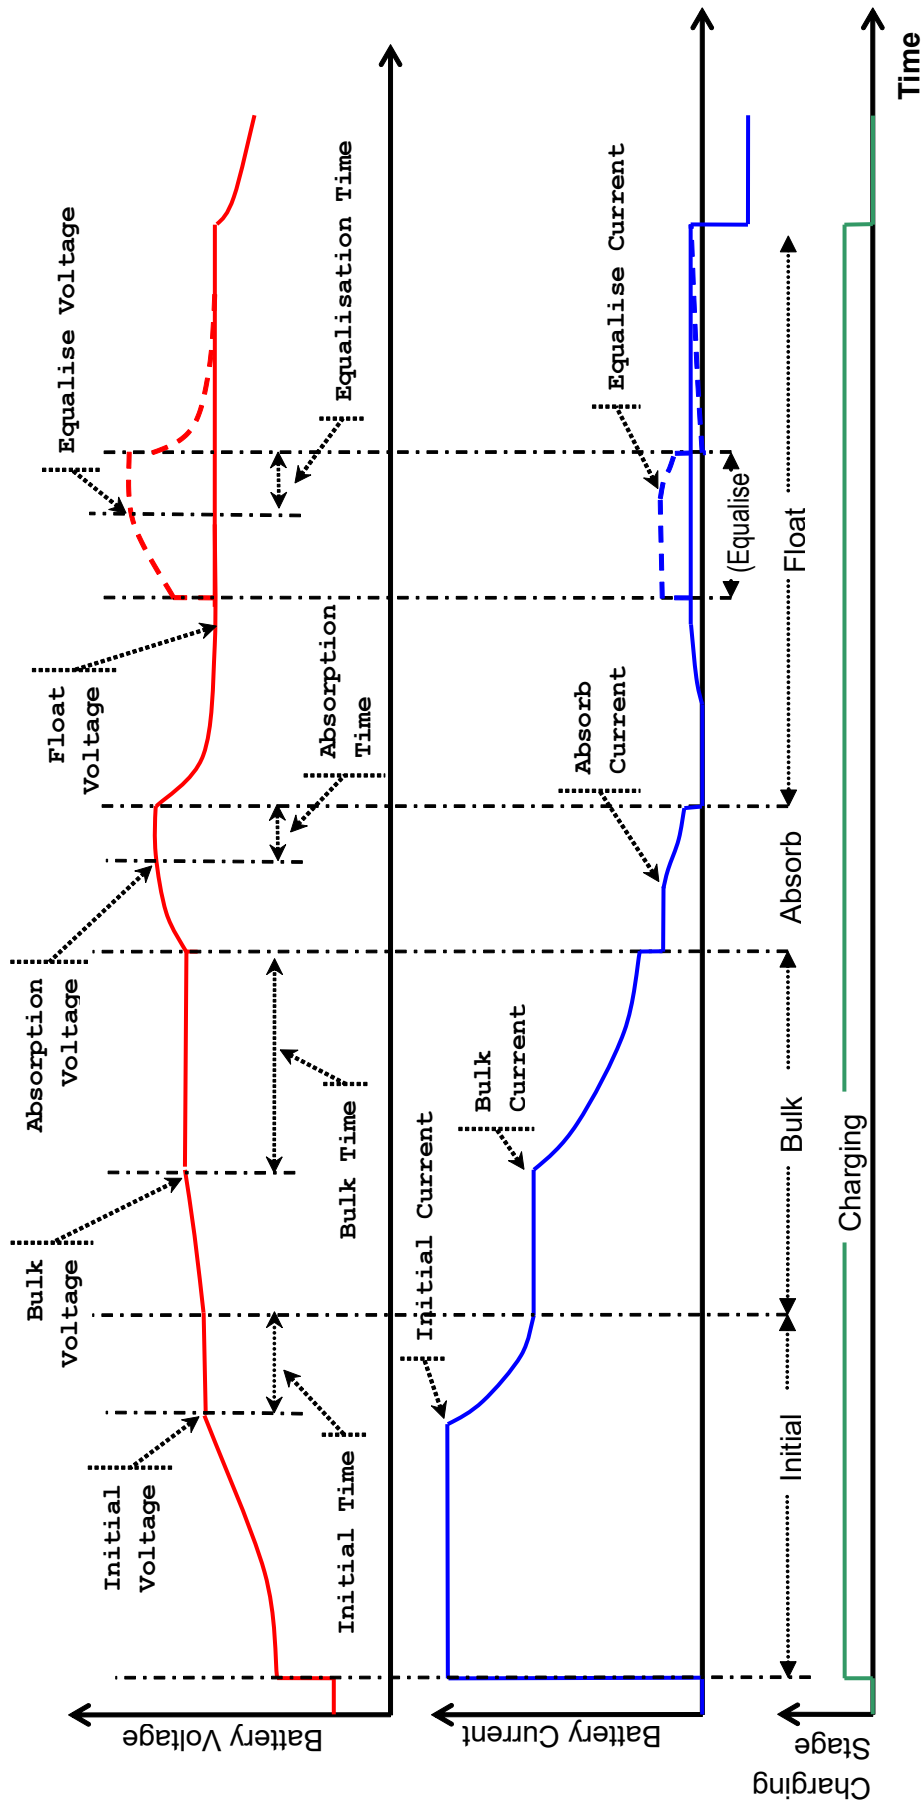 Battery Voltage
Initial
Voltage
Initial Time
Bulk
Voltage
Bulk Time
Absorption
Voltage
Absorption
Time
Float
Voltage
Equalise Voltage
Equalisation Time
Battery Current
Initial Current
Bulk
Current
Absorb
Current
Equalise Current
(Equalise
Initial
Bulk
Absorb
Float
Charging
Stage
Charging
Time